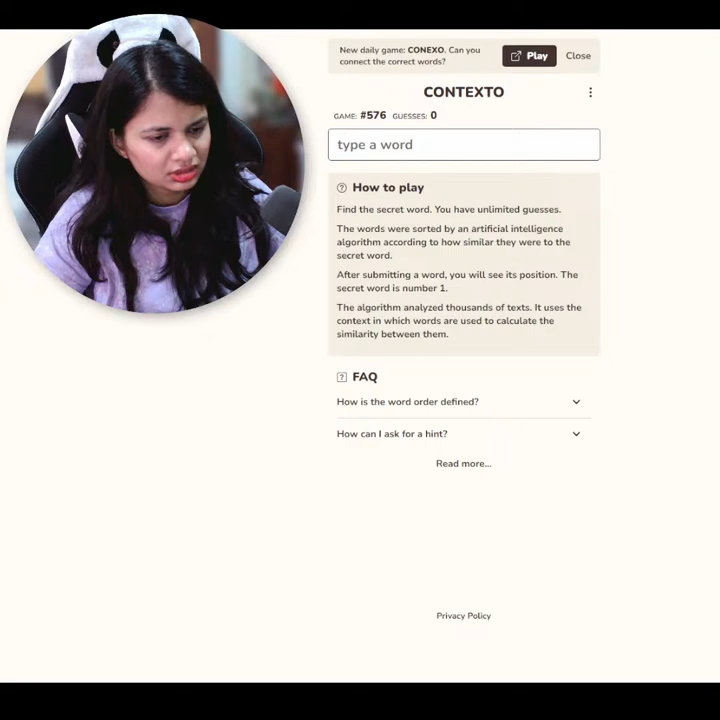 New daily game: CONEXO. Can you
connect the correct words?
Play
Close
CONTEXTO
GAME: #576 GUESSES: 0
type a word
How to play
Find the secret word. You have unlimited guesses.
The words were sorted by an artificial intelligence
algorithm according to how similar they were to the
secret word.
After submitting a word, you will see its position. The
secret word is number 1.
The algorithm analyzed thousands of texts. It uses the
context in which words are used to calculate the
similarity between them.
FAQ
How is the word order defined?
How can I ask for a hint?
Read more...
Privacy Policy